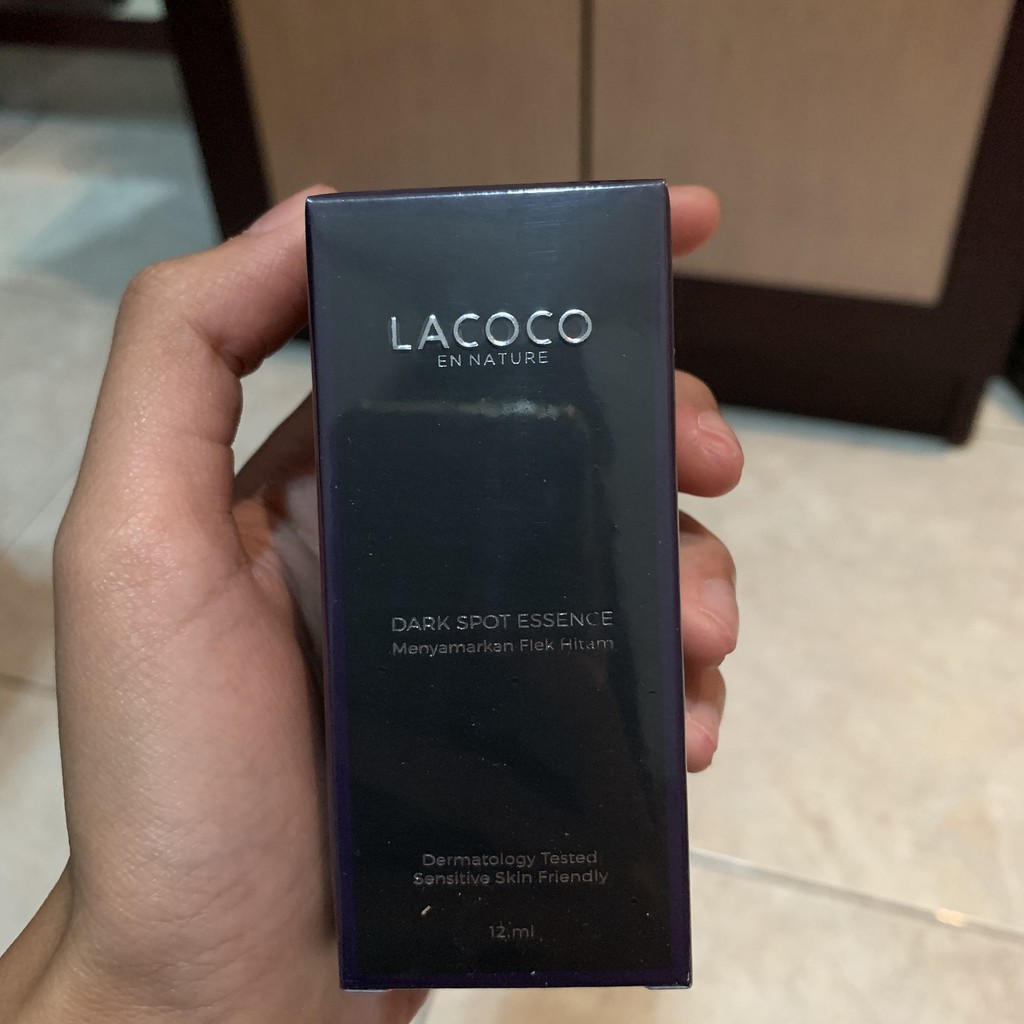 LACOCO
EN NATURE
DARK SPOT ESSENCE
Menyamarkan Flek Hitam
Dermatology Tested
Sensitive Skin Friendly
12 ml